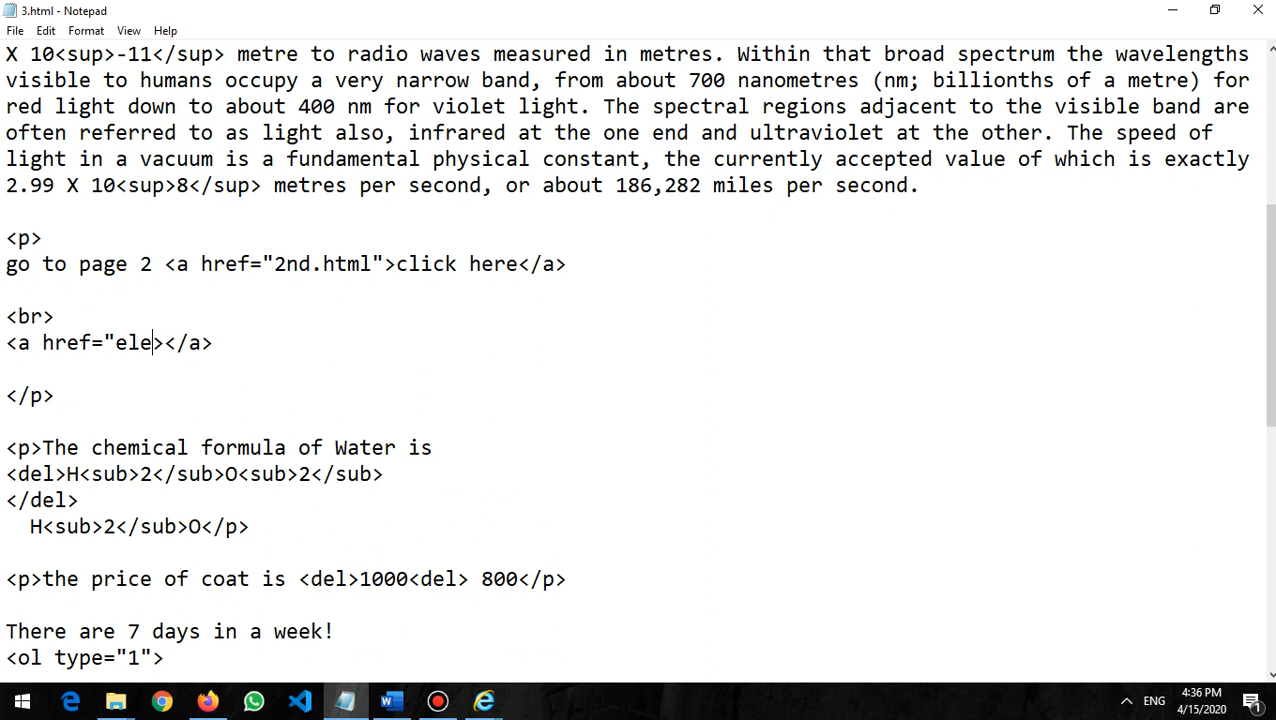 3.html - Notepad
File Edit Format View Help
X 10<sup>-11</sup> metre to radio waves measured in metres. Within that broad spectrum the wavelengths
visible to humans occupy a very narrow band, from about 700 nanometres (nm; billionths of a metre) for
red light down to about 400 nm for violet light. The spectral regions adjacent to the visible band are
often referred to as light also, infrared at the one end and ultraviolet at the other. The speed of
light in a vacuum is a fundamental physical constant, the currently accepted value of which is exactly
2.99 X 10<sup>8</sup> metres per second, or about 186,282 miles per second.
<p>
go to page 2 <a href="2nd.html">click here</a>
<br>
<a href="ele></a>
</p>
<p>The chemical formula of Water is
<del>H<sub>2</sub>O<sub>2</sub>
</del>
H<sub>2</sub>O</p>
<p>the price of coat is <del>1000<del> 800</p>
There are 7 days in a week!
<ol type="1">
ENG
4:36 PM
4/15/2020
1